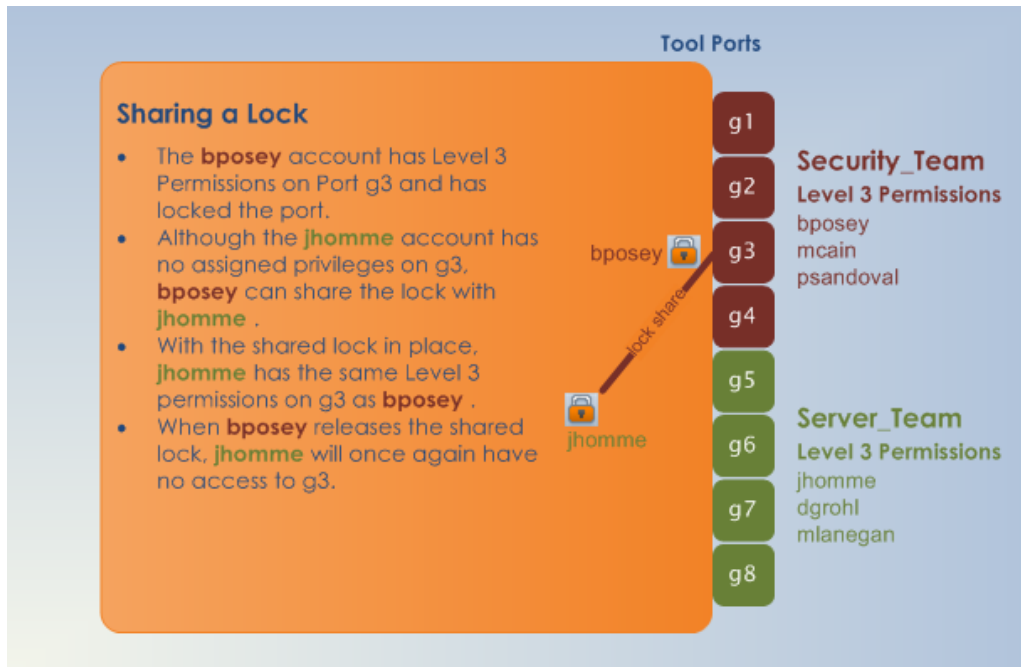 Tool Ports
Sharing a Lock
• The bposey account has Level 3
Permissions on Port g3 and has
locked the port.
• Although the jhomme account has
no assigned privileges on g3,
bposey can share the lock with
jhomme .
• With the shared lock in place,
jhomme has the same Level 3
permissions on g3 as bposey .
• When bposey releases the shared
lock, jhomme will once again have
no access to g3.
bposey
lock share
jhomme
g1
g2
g3
g4
g5
g6
g7
g8
Security_Team
Level 3 Permissions
bposey
mcain
psandoval
Server_Team
Level 3 Permissions
jhomme
dgrohl
mlanegan